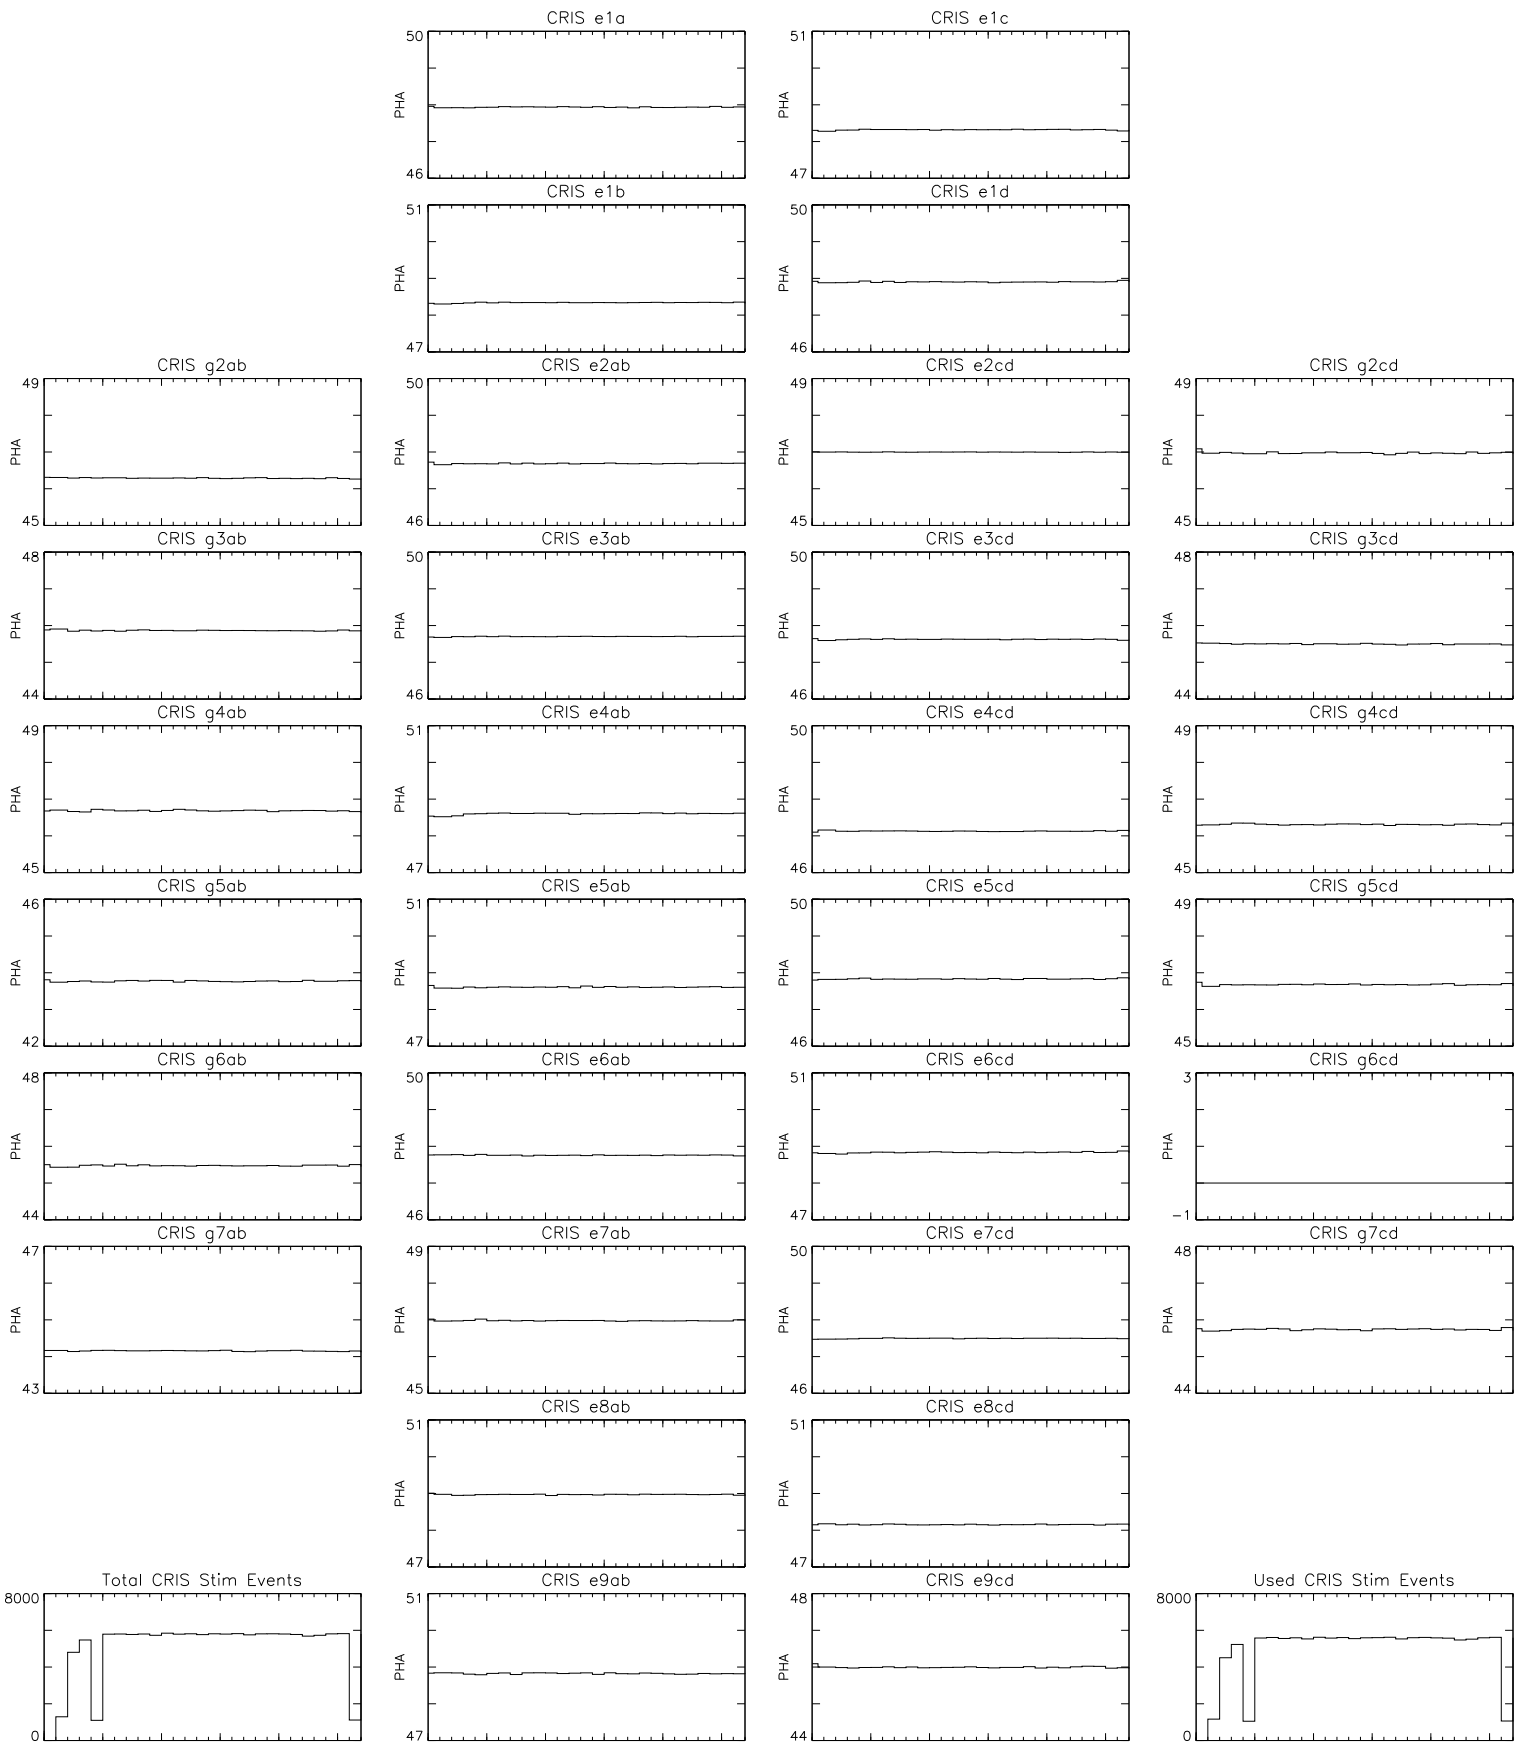 CRIS e1a
50
PHA
46
CRIS e1c
51
PHA
47
CRIS e1b
51
PHA
47
CRIS e1d
50
PHA
46
CRIS g2ab
49
PHA
45
CRIS e2ab
50
PHA
46
CRIS e2cd
49
PHA
45
CRIS g2cd
49
PHA
45
CRIS g3ab
48
PHA
44
CRIS e3ab
50
PHA
46
CRIS e3cd
50
PHA
46
CRIS g3cd
48
PHA
44
CRIS g4ab
49
PHA
45
CRIS e4ab
51
PHA
47
CRIS e4cd
50
PHA
46
CRIS g4cd
49
PHA
45
CRIS g5ab
46
PHA
42
CRIS e5ab
51
PHA
47
CRIS e5cd
50
PHA
46
CRIS g5cd
49
PHA
45
CRIS g6ab
48
PHA
44
CRIS e6ab
50
PHA
46
CRIS e6cd
51
PHA
47
CRIS g6cd
3
PHA
-1
CRIS g7ab
47
PHA
43
CRIS e7ab
49
PHA
45
CRIS e7cd
50
PHA
46
CRIS g7cd
48
PHA
44
CRIS e8ab
51
PHA
47
CRIS e8cd
51
PHA
47
Total CRIS Stim Events
8000
0
CRIS e9ab
51
PHA
47
CRIS e9cd
48
PHA
44
Used CRIS Stim Events
8000
0